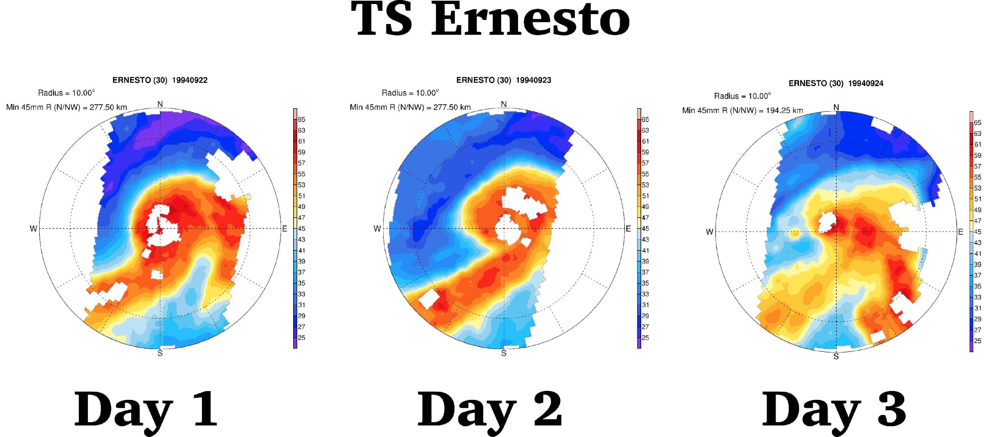 TS Ernesto
ERNESTO (30) 19940922
Radius = 10.00°
Min 45mm R (N/NW) = 277.50 km
N
W
E
S
65
63
61
59
57
55
53
51
49
47
45
43
41
39
37
35
33
31
29
27
25
Day 1
ERNESTO (30) 19940923
Radius = 10.00°
Min 45mm R (N/NW) = 277.50 km
N
W
E
S
65
63
61
59
57
55
53
51
49
47
45
43
41
39
37
35
33
31
29
27
25
Day 2
ERNESTO (30) 19940924
Radius = 10.00°
Min 45mm R (N/NW) = 194.25 km
N
W
E
S
65
63
61
59
57
55
53
51
49
47
45
43
41
39
37
35
33
31
29
27
25
Day 3